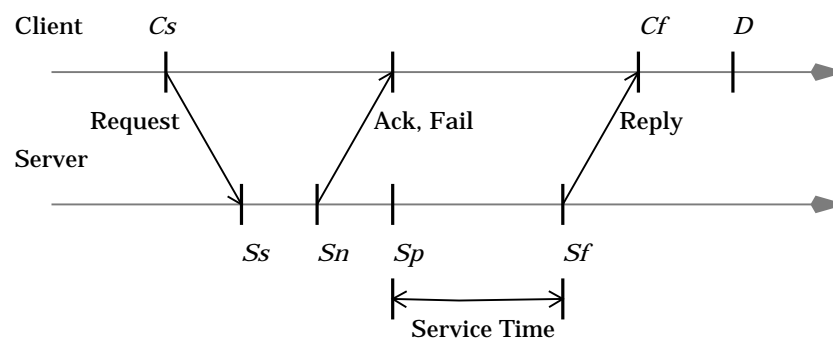 Client Cs Cf D
Request Ack, Fail Reply
Server
Ss Sn Sp Sf
Service Time